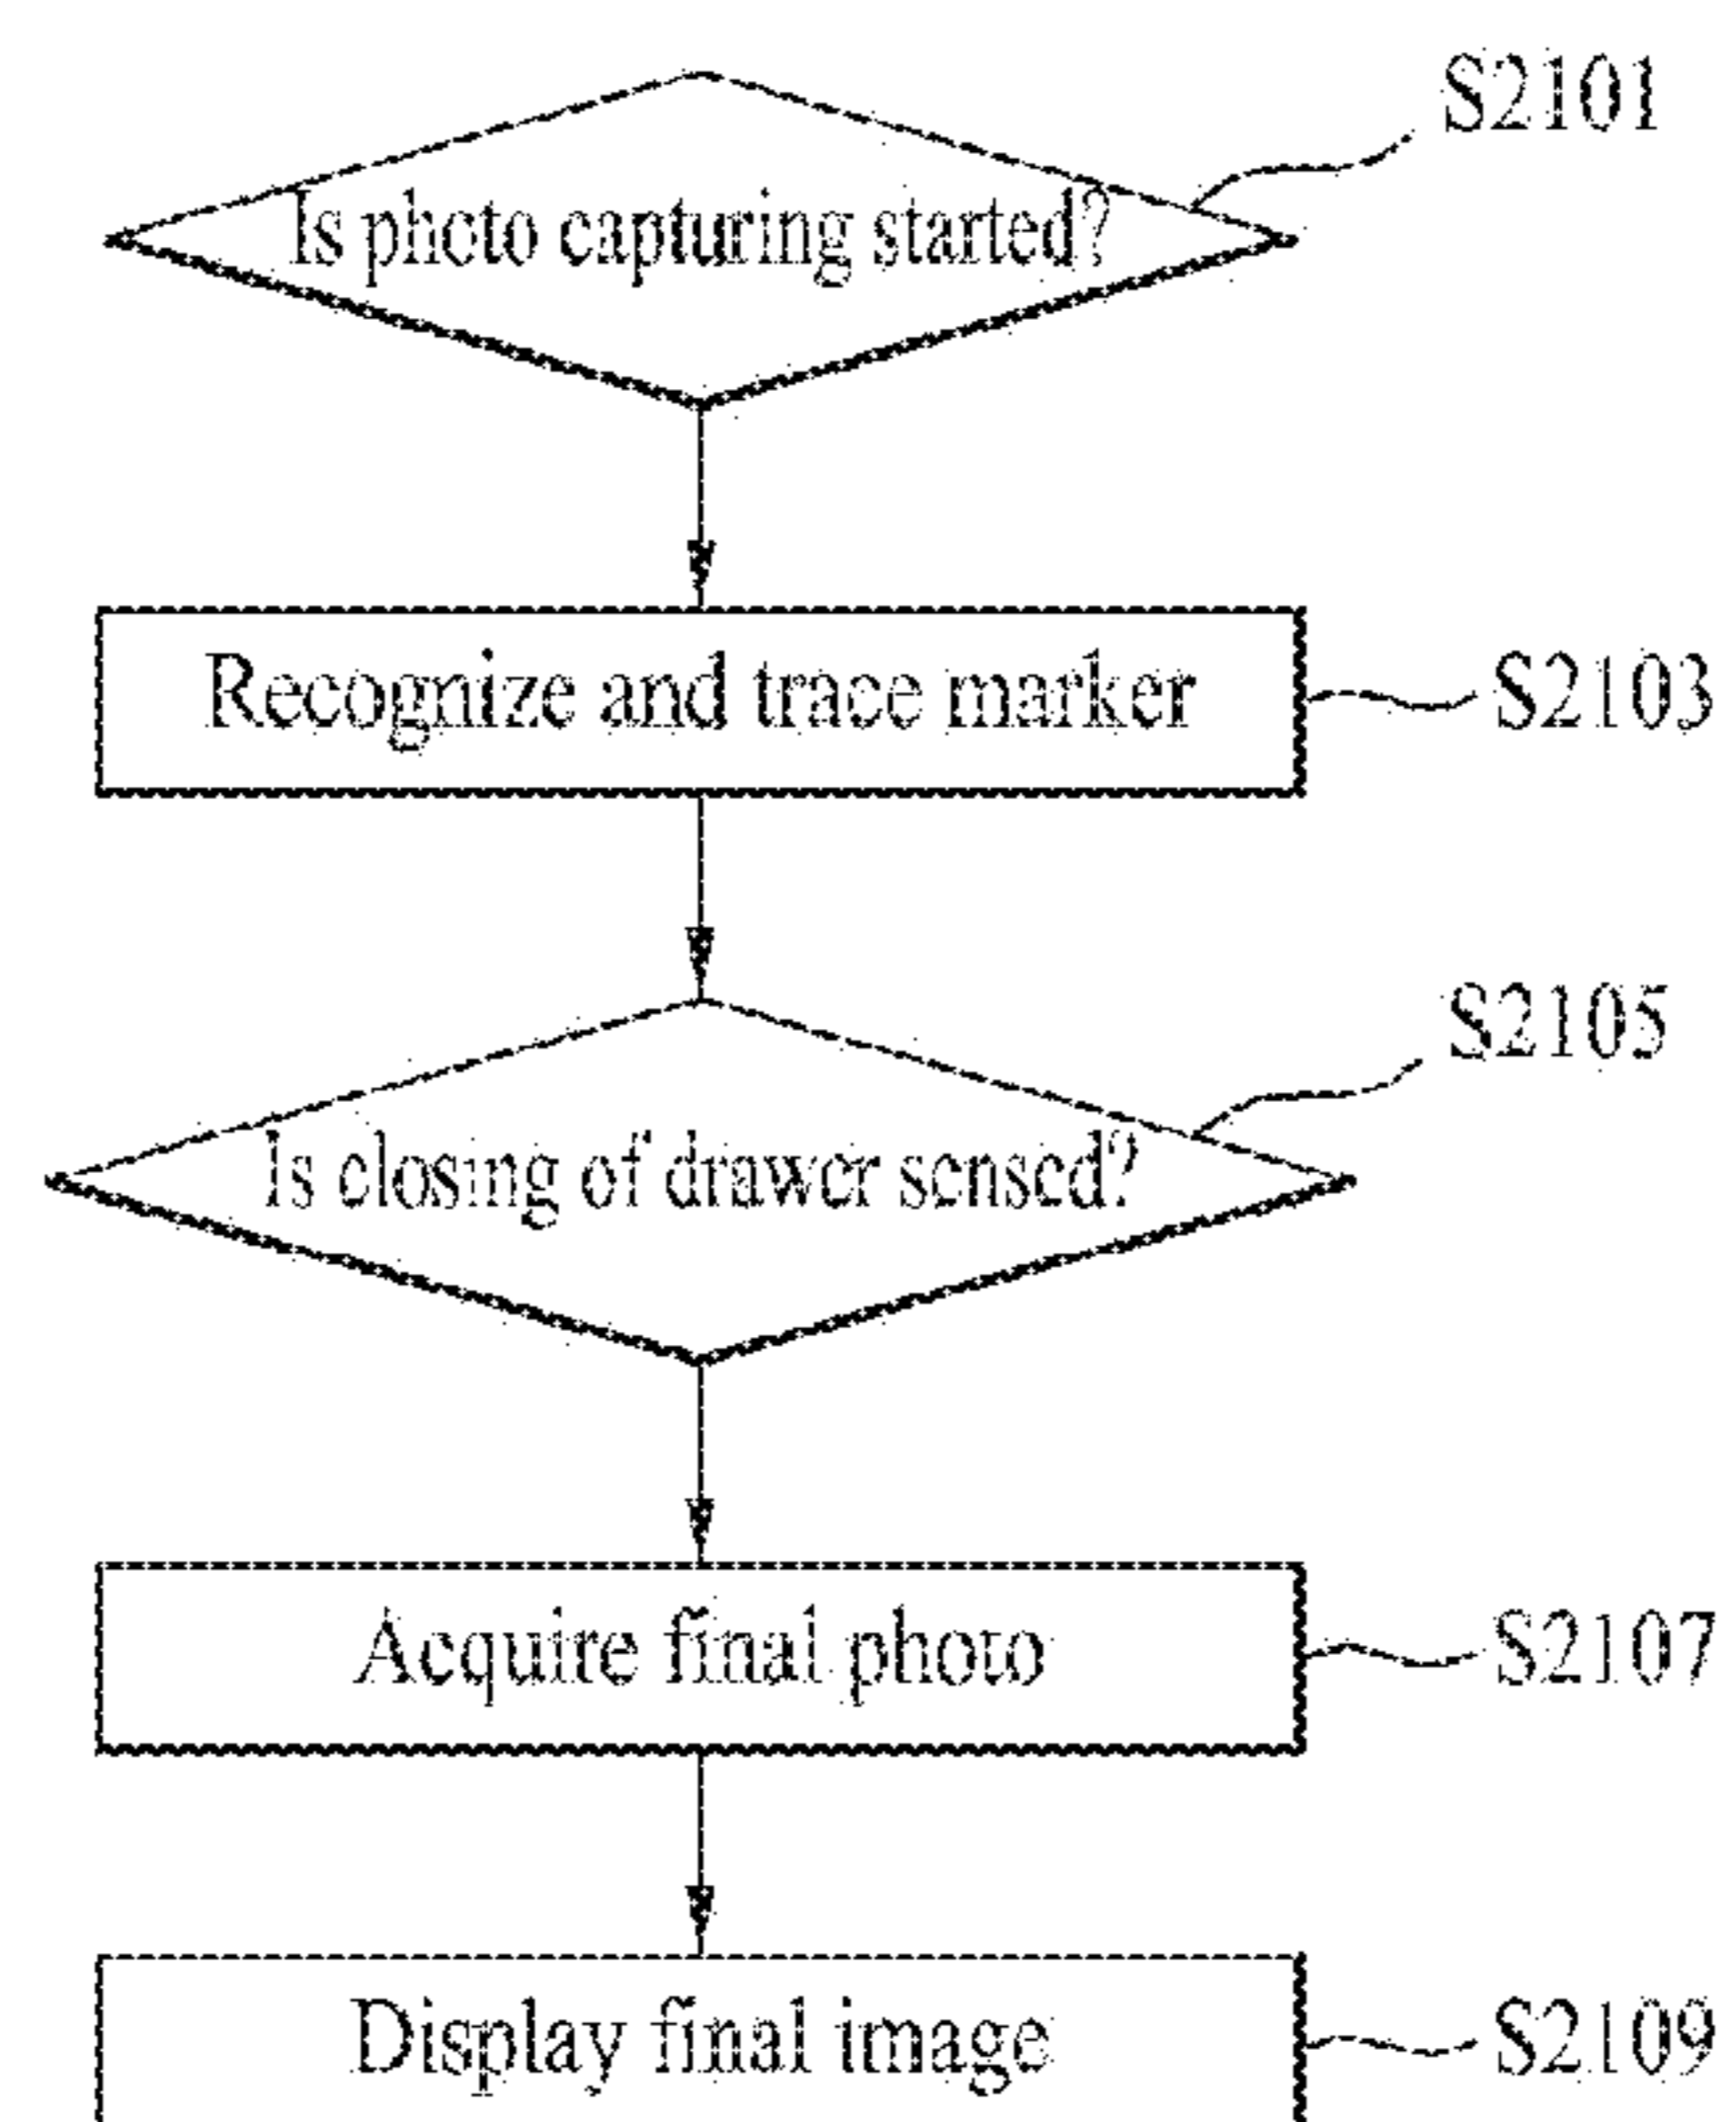 S2101
Is photo capturing started?
Recognize and trace marker
S2103
S2105
Is closing of drawer sensed?
Acquire final photo
S2107
Display final image
S2109